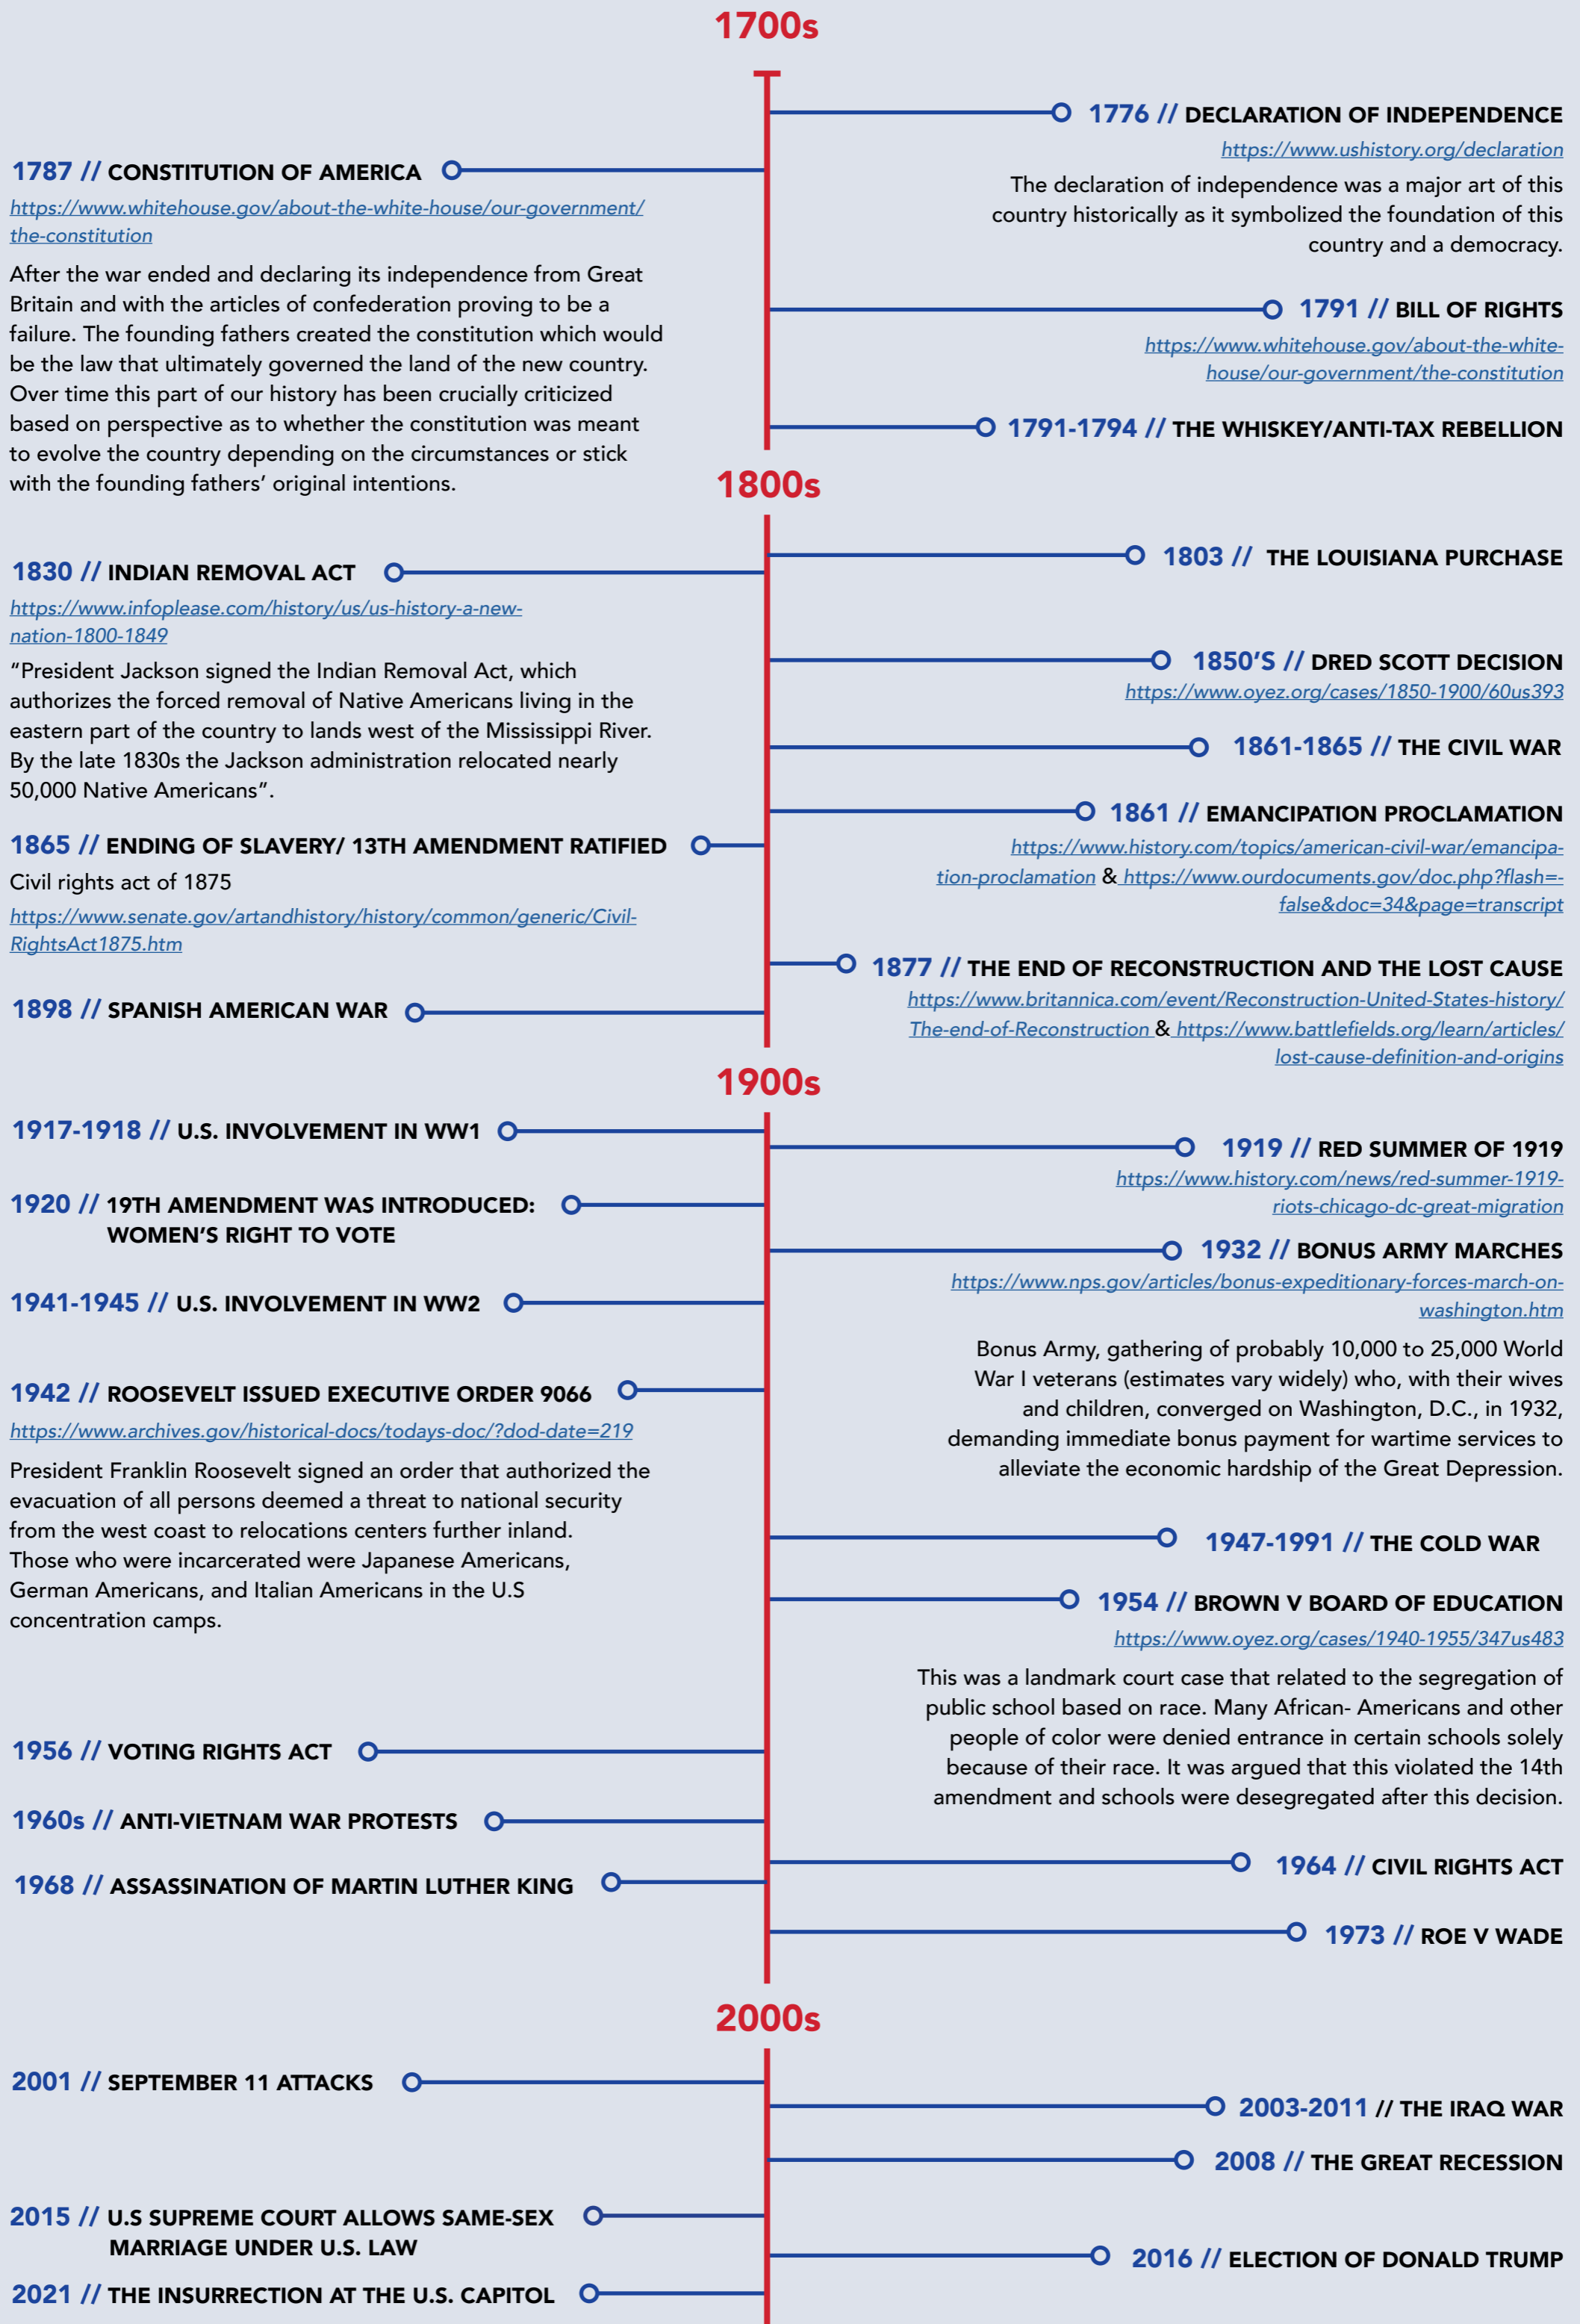 1700s
1776 // DECLARATION OF INDEPENDENCE
https://www.ushistory.org/declaration
The declaration of independence was a major art of this
country historically as it symbolized the foundation of this
country and a democracy.
1787 // CONSTITUTION OF AMERICA
https://www.whitehouse.gov/about-the-white-house/our-government/
the-constitution
After the war ended and declaring its independence from Great
Britain and with the articles of confederation proving to be a
failure. The founding fathers created the constitution which would
be the law that ultimately governed the land of the new country.
Over time this part of our history has been crucially criticized
based on perspective as to whether the constitution was meant
to evolve the country depending on the circumstances or stick
with the founding fathers’ original intentions.
1791 // BILL OF RIGHTS
https://www.whitehouse.gov/about-the-white-
house/our-government/the-constitution
1791-1794 // THE WHISKEY/ANTI-TAX REBELLION
1800s
1803 // THE LOUISIANA PURCHASE
1830 // INDIAN REMOVAL ACT
https://www.infoplease.com/history/us/us-history-a-new-
nation-1800-1849
“President Jackson signed the Indian Removal Act, which
authorizes the forced removal of Native Americans living in the
eastern part of the country to lands west of the Mississippi River.
By the late 1830s the Jackson administration relocated nearly
50,000 Native Americans”.
1850’S // DRED SCOTT DECISION
https://www.oyez.org/cases/1850-1900/60us393
1861-1865 // THE CIVIL WAR
1861 // EMANCIPATION PROCLAMATION
https://www.history.com/topics/american-civil-war/emancipa-
tion-proclamation & https://www.ourdocuments.gov/doc.php?flash=-
false&doc=34&page=transcript
1865 // ENDING OF SLAVERY/ 13TH AMENDMENT RATIFIED
Civil rights act of 1875
https://www.senate.gov/artandhistory/history/common/generic/Civil-
RightsAct1875.htm
1877 // THE END OF RECONSTRUCTION AND THE LOST CAUSE
https://www.britannica.com/event/Reconstruction-United-States-history/
The-end-of-Reconstruction & https://www.battlefields.org/learn/articles/
lost-cause-definition-and-origins
1898 // SPANISH AMERICAN WAR
1900s
1917-1918 // U.S. INVOLVEMENT IN WW1
1919 // RED SUMMER OF 1919
https://www.history.com/news/red-summer-1919-
riots-chicago-dc-great-migration
1920 // 19TH AMENDMENT WAS INTRODUCED:
WOMEN’S RIGHT TO VOTE
1932 // BONUS ARMY MARCHES
https://www.nps.gov/articles/bonus-expeditionary-forces-march-on-
washington.htm
Bonus Army, gathering of probably 10,000 to 25,000 World
War I veterans (estimates vary widely) who, with their wives
and children, converged on Washington, D.C., in 1932,
demanding immediate bonus payment for wartime services to
alleviate the economic hardship of the Great Depression.
1941-1945 // U.S. INVOLVEMENT IN WW2
1942 // ROOSEVELT ISSUED EXECUTIVE ORDER 9066
https://www.archives.gov/historical-docs/todays-doc/?dod-date=219
President Franklin Roosevelt signed an order that authorized the
evacuation of all persons deemed a threat to national security
from the west coast to relocations centers further inland.
Those who were incarcerated were Japanese Americans,
German Americans, and Italian Americans in the U.S
concentration camps.
1947-1991 // THE COLD WAR
1954 // BROWN V BOARD OF EDUCATION
https://www.oyez.org/cases/1940-1955/347us483
This was a landmark court case that related to the segregation of
public school based on race. Many African- Americans and other
people of color were denied entrance in certain schools solely
because of their race. It was argued that this violated the 14th
amendment and schools were desegregated after this decision.
1956 // VOTING RIGHTS ACT
1960s // ANTI-VIETNAM WAR PROTESTS
1964 // CIVIL RIGHTS ACT
1968 // ASSASSINATION OF MARTIN LUTHER KING
1973 // ROE V WADE
2000s
2001 // SEPTEMBER 11 ATTACKS
2003-2011 // THE IRAQ WAR
2008 // THE GREAT RECESSION
2015 // U.S SUPREME COURT ALLOWS SAME-SEX
MARRIAGE UNDER U.S. LAW
2016 // ELECTION OF DONALD TRUMP
2021 // THE INSURRECTION AT THE U.S. CAPITOL